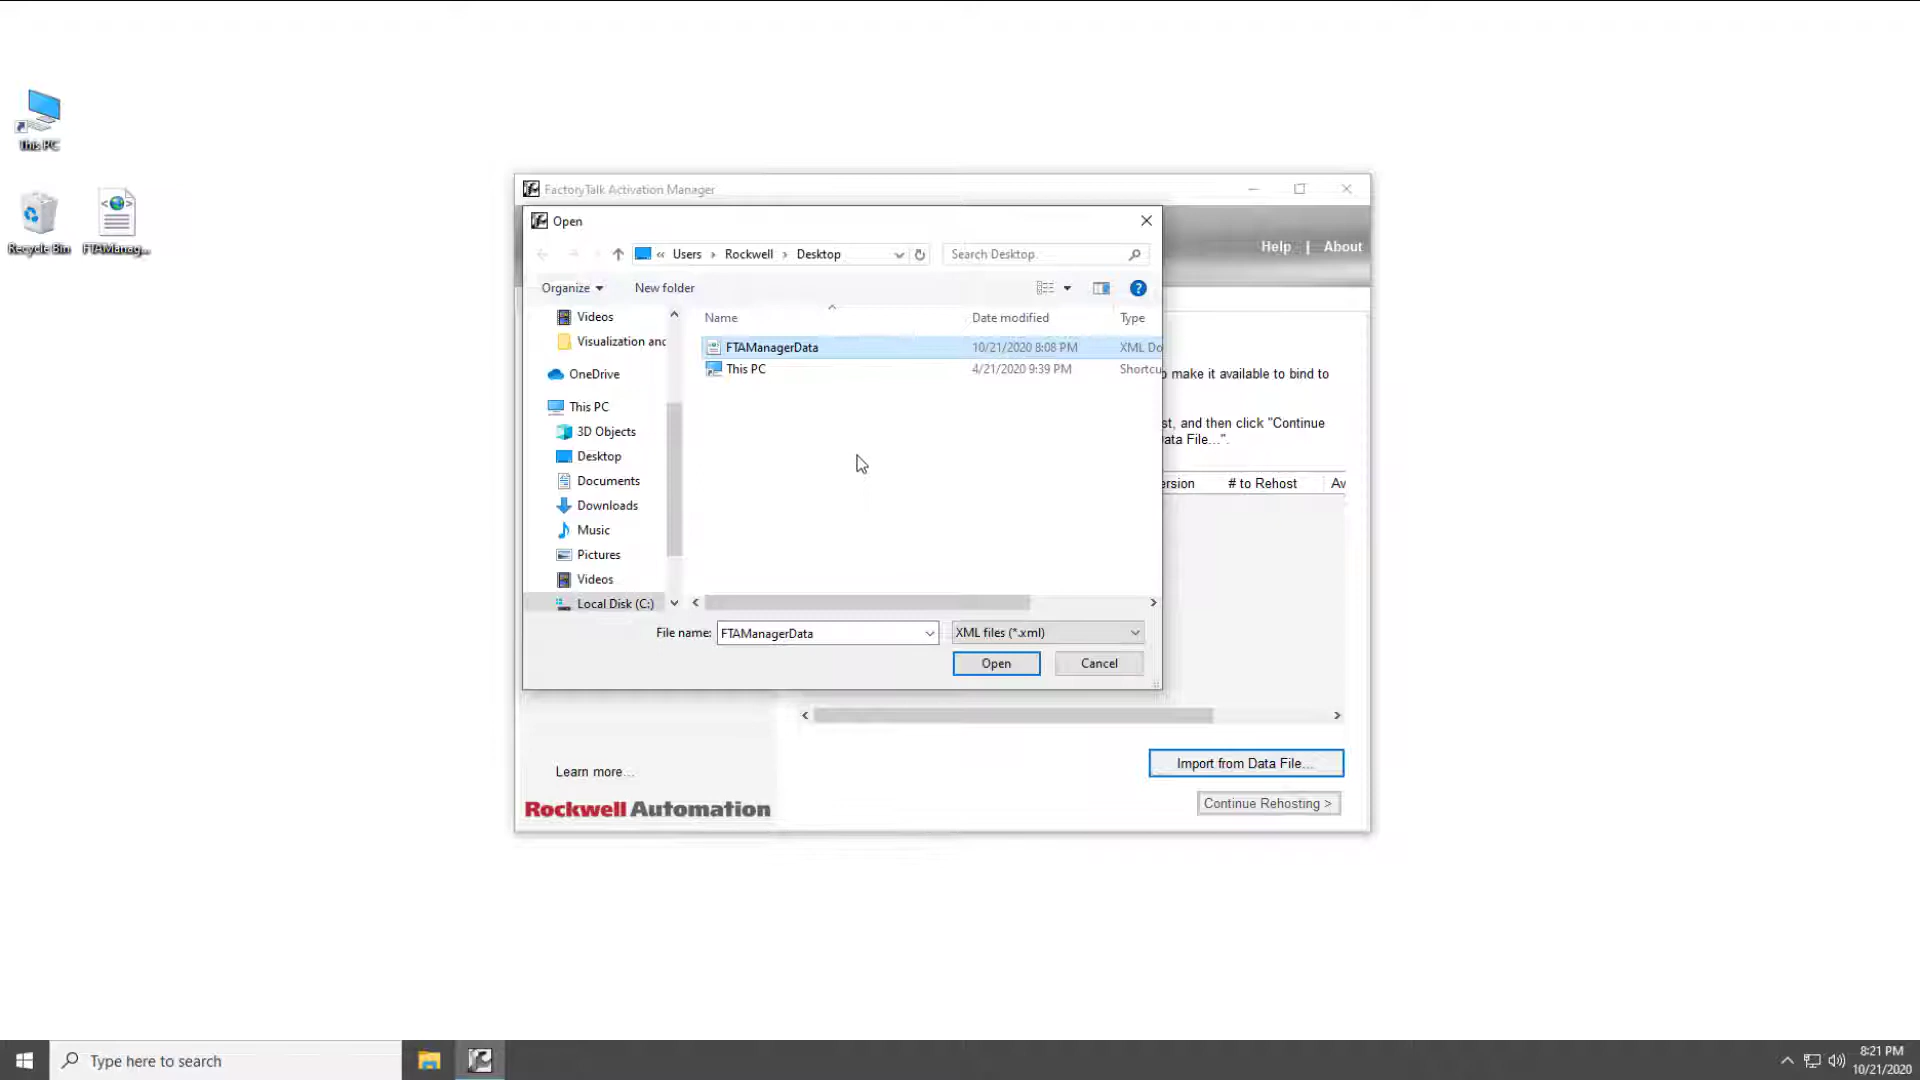 This PC
Recycle Bin
FTAManag...
FactoryTalk Activation Manager
Help | About
Open
« Users › Rockwell › Desktop
Search Desktop
Organize
New folder
Name
Date modified
Type
FTAManagerData
10/21/2020 8:08 PM
XML Do
This PC
4/21/2020 9:39 PM
Shortcu
Videos
Visualization and
OneDrive
This PC
3D Objects
Desktop
Documents
Downloads
Music
Pictures
Videos
Local Disk (C:)
File name:
FTAManagerData
XML files (*.xml)
Open
Cancel
make it available to bind to
st, and then click "Continue
ata File...".
ersion
# to Rehost
Av
Import from Data File...
Continue Rehosting >
Learn more...
Rockwell Automation
Type here to search
8:21 PM
10/21/2020